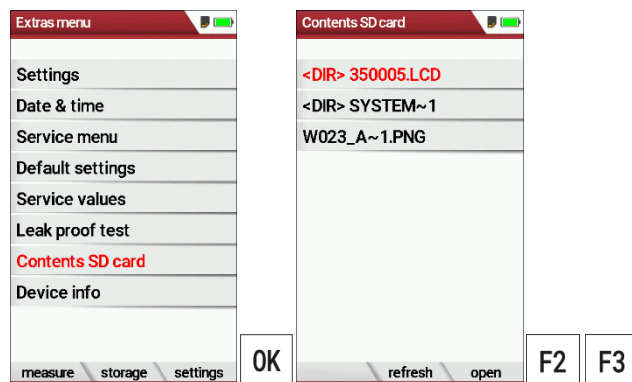 Extras menu
Settings
Date & time
Service menu
Default settings
Service values
Leak proof test
Contents SD card
Device info
measure storage settings
OK
Contents SD card
<DIR> 350005.LCD
<DIR> SYSTEM~1
W023_A~1.PNG
refresh open
F2
F3